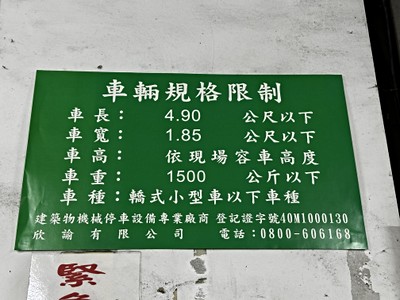 車輛規格限制
車長： 4.90 公尺以下
車寬： 1.85 公尺以下
車高： 依現場容車高度
車重： 1500 公斤以下
車種：轎式小型車以下車種
建築物機械停車設備專業廠商 登記證字號40M1000130
欣諭有限公司 電話：0800-606168
緊急